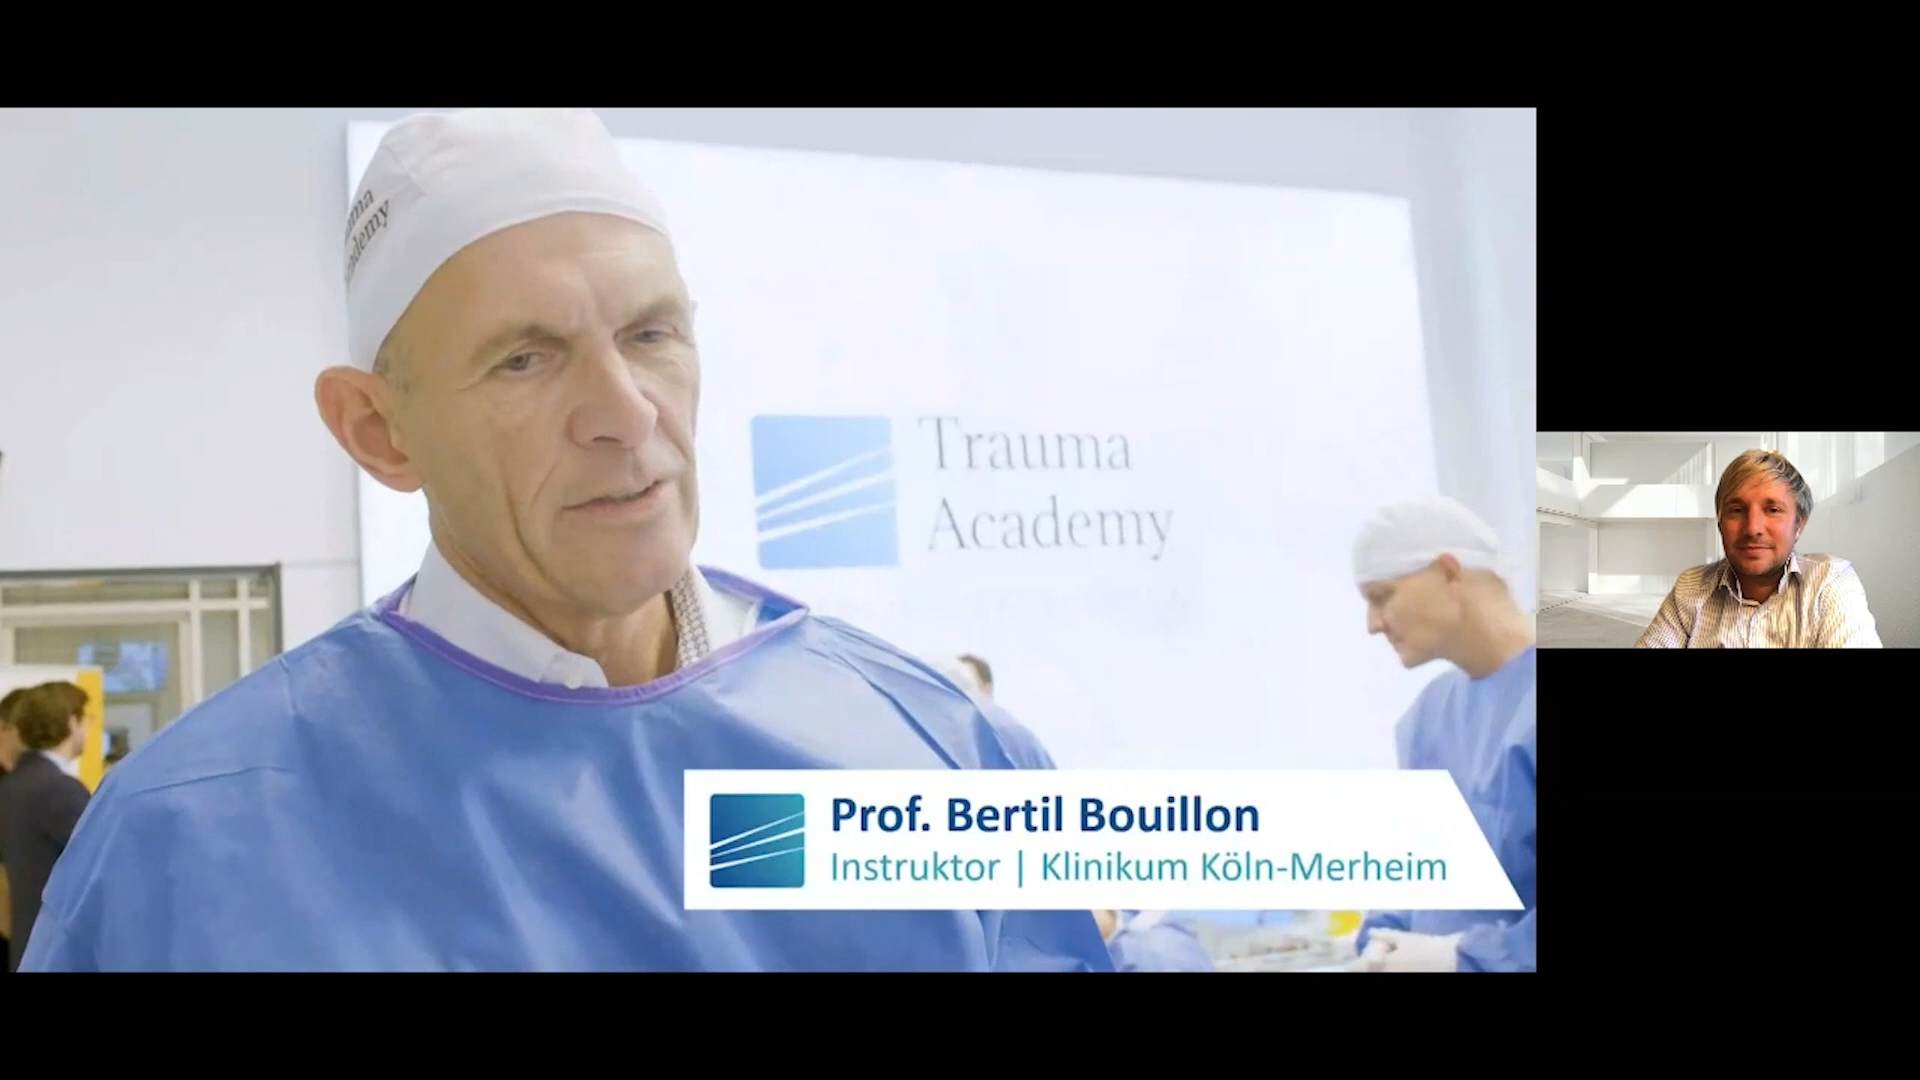 Trauma
Academy
Prof. Bertil Bouillon
Instruktor | Klinikum Köln-Merheim